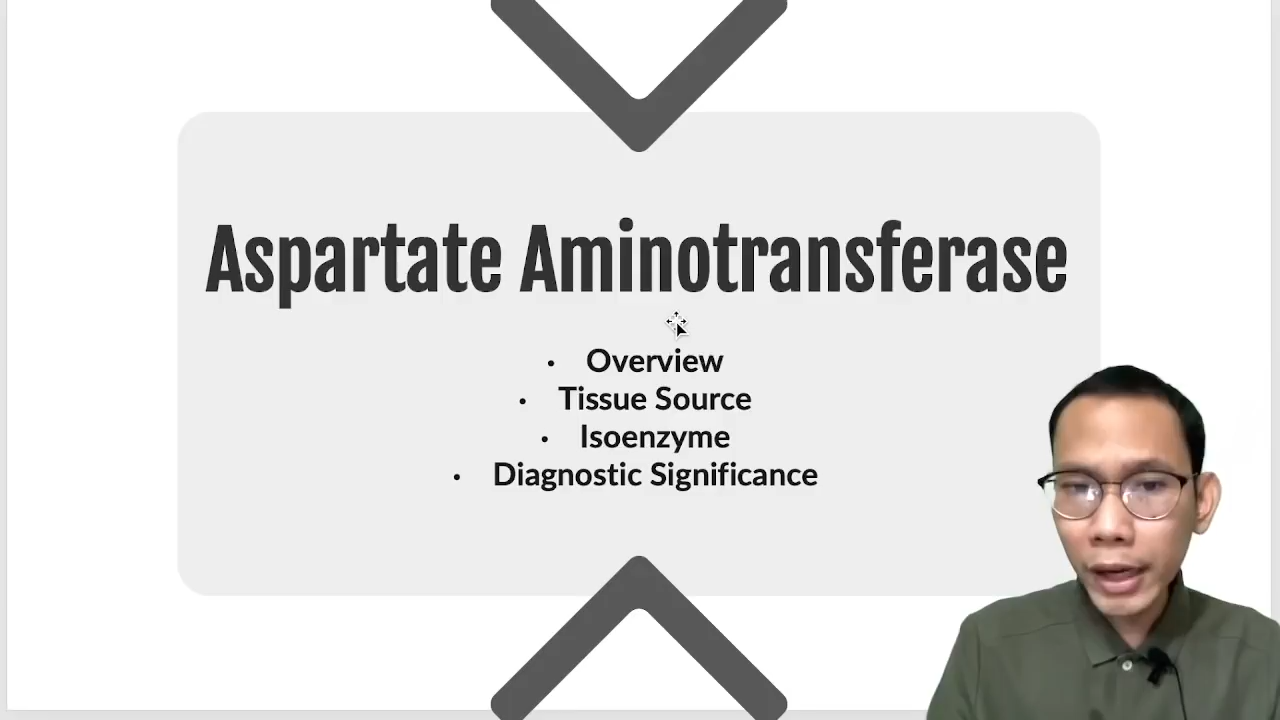 Aspartate Aminotransferase
• Overview
• Tissue Source
• Isoenzyme
• Diagnostic Significance